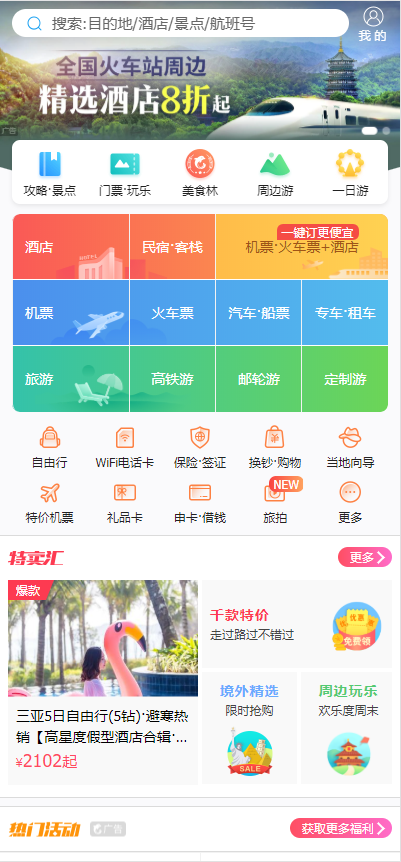 搜索:目的地/酒店/景点/航班号
我的
全国火车站周边
精选酒店8折起
广告
攻略·景点 门票·玩乐 美食林 周边游 一日游
一键订更便宜
酒店 民宿·客栈 机票·火车票+酒店
机票 火车票 汽车·船票 专车·租车
旅游 高铁游 邮轮游 定制游
自由行 WiFi电话卡 保险·签证 换钞·购物 当地向导
NEW
特价机票 礼品卡 申卡·借钱 旅拍 更多
特卖汇 更多 >
爆款
三亚5日自由行(5钻)·避寒热
销【高星度假型酒店合辑·...
¥2102起
千款特价
走过路过不错过
优惠
免费领
境外精选
限时抢购
SALE
周边玩乐
欢乐度周末
热门活动 广告 获取更多福利 >